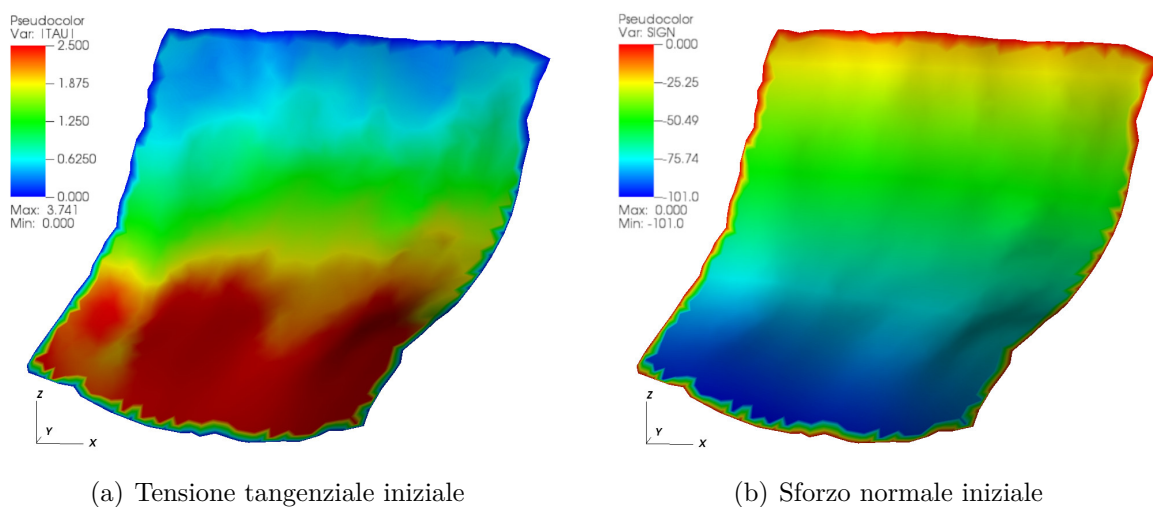 Pseudocolor
Var: |TAU|
2.500
1.875
1.250
0.6250
0.000
Max: 3.741
Min: 0.000
Z
Y
X
Pseudocolor
Var: SIGN
0.000
-25.25
-50.49
-75.74
-101.0
Max: 0.000
Min: -101.0
Z
Y
X
(a) Tensione tangenziale iniziale
(b) Sforzo normale iniziale